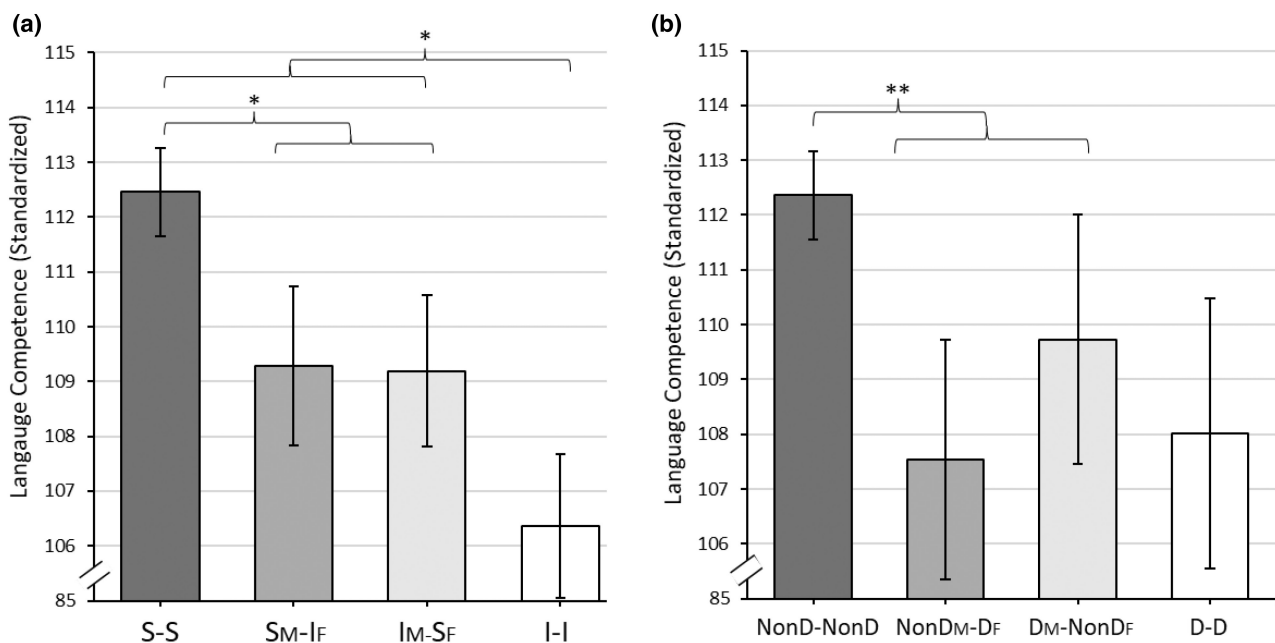 (a)
Langauge Competence (Standardized)
115
114
113
112
111
110
109
108
107
106
85
*
*
S-S
SM-IF
IM-SF
I-I
(b)
Language Competence (Standardized)
115
114
113
112
111
110
109
108
107
106
85
**
NonD-NonD
NonDM-DF
DM-NonDF
D-D